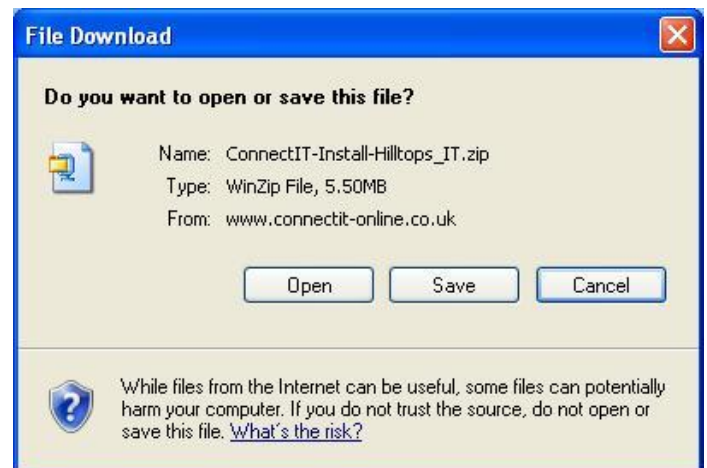 File Download
Do you want to open or save this file?
Name: ConnectIT-Install-Hilltops_IT.zip
Type: WinZip File, 5.50MB
From: www.connectit-online.co.uk
Open Save Cancel
While files from the Internet can be useful, some files can potentially
harm your computer. If you do not trust the source, do not open or
save this file. What's the risk?